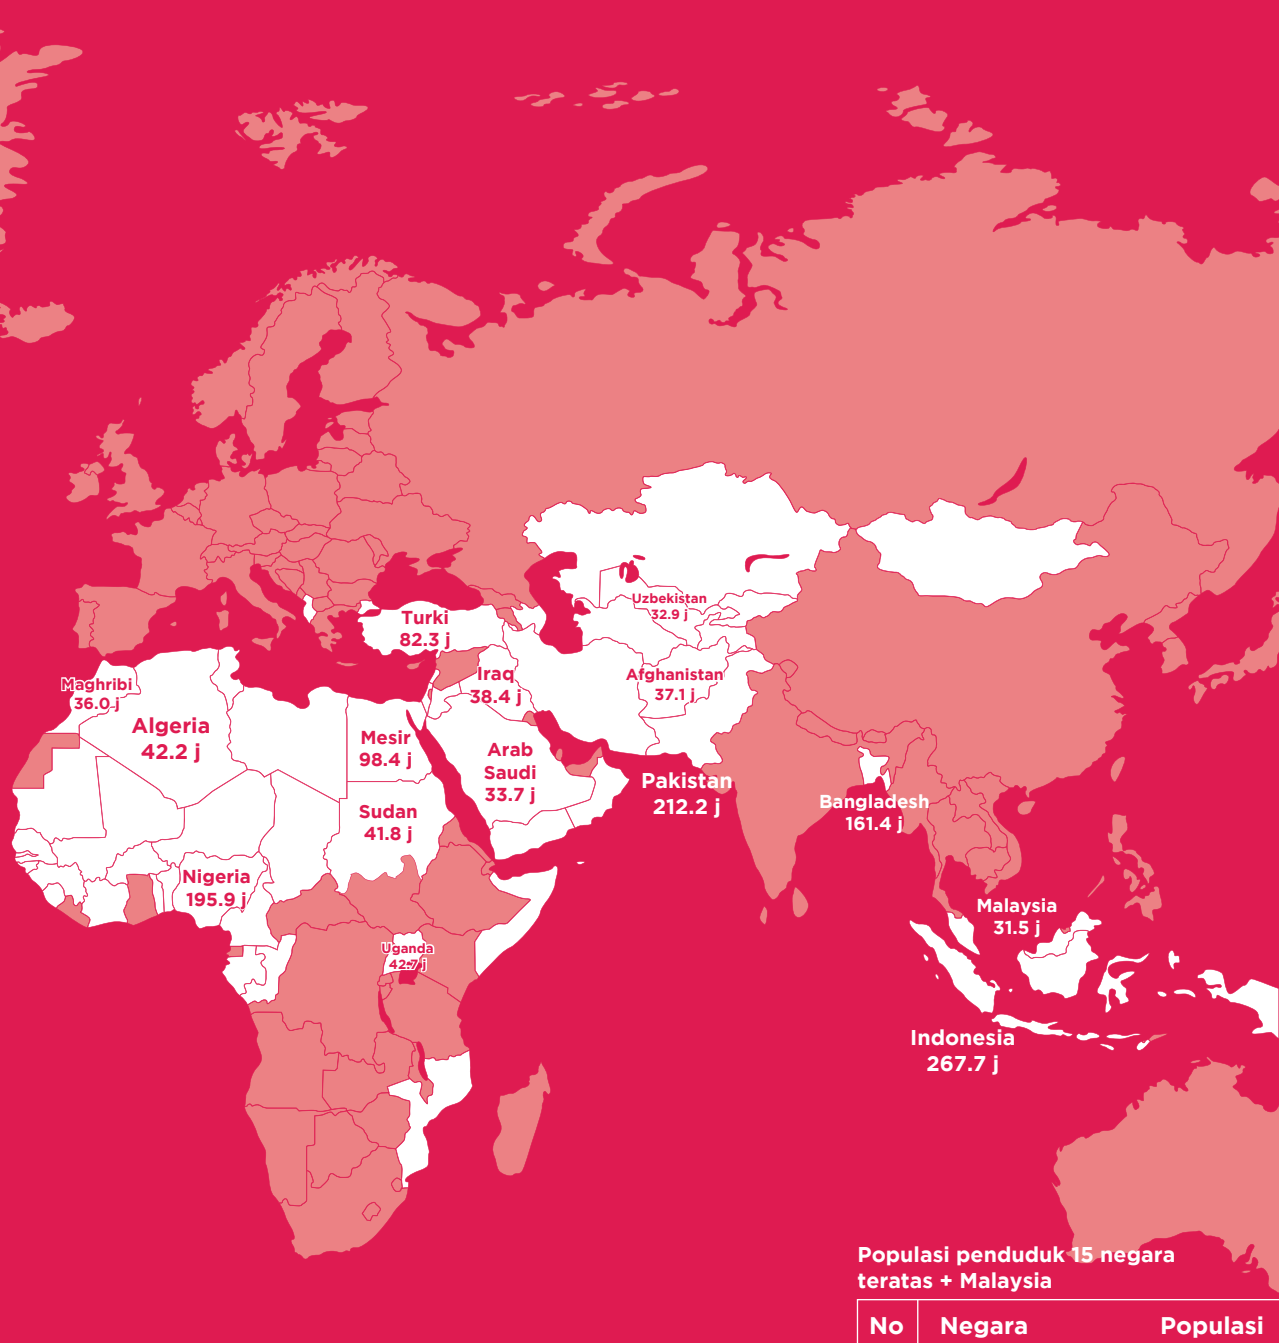 Turki
82.3 j
Uzbekistan
32.9 j
Maghribi
36.0 j
Iraq
38.4 j
Afghanistan
37.1 j
Algeria
42.2 j
Mesir
98.4 j
Arab
Saudi
33.7 j
Pakistan
212.2 j
Bangladesh
161.4 j
Sudan
41.8 j
Nigeria
195.9 j
Uganda
42.7 j
Malaysia
31.5 j
Indonesia
267.7 j
Populasi penduduk 15 negara
teratas + Malaysia
No Negara Populasi